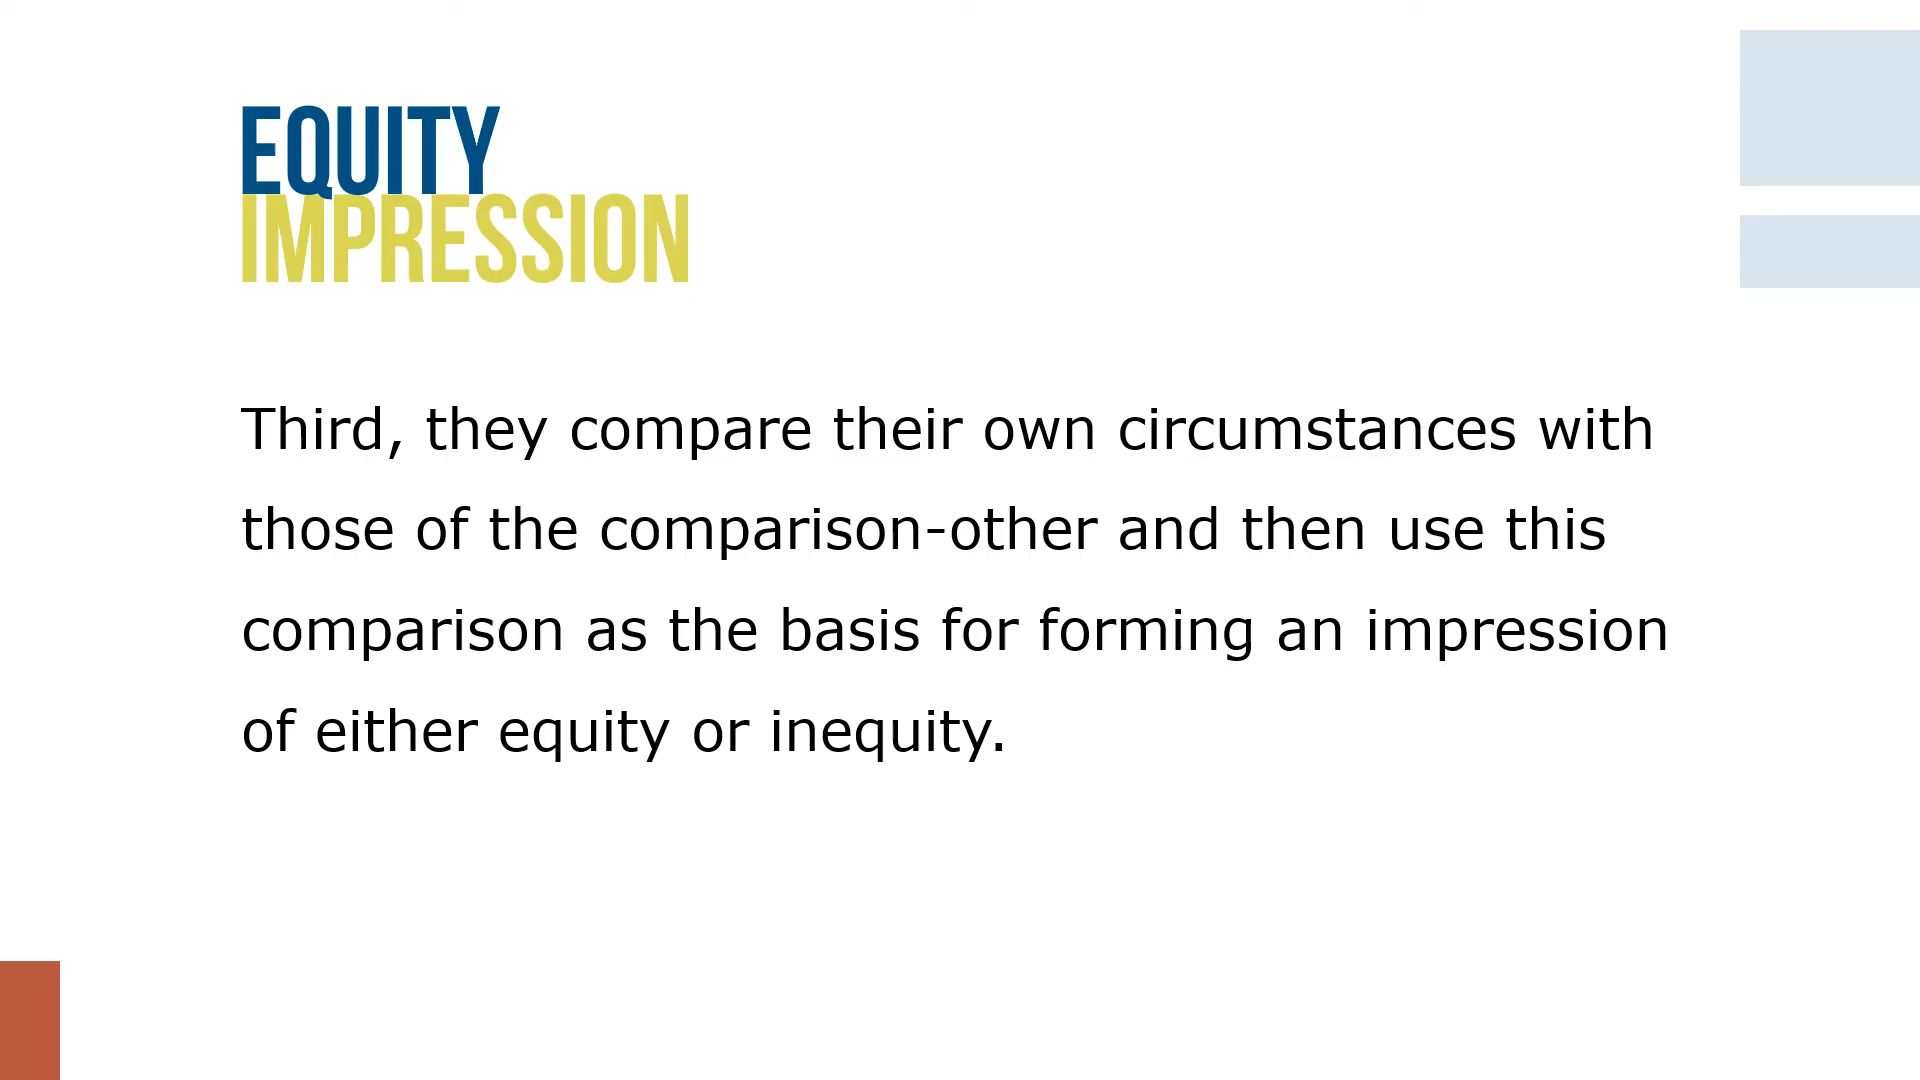 EQUITY
IMPRESSION
Third, they compare their own circumstances with
those of the comparison-other and then use this
comparison as the basis for forming an impression
of either equity or inequity.